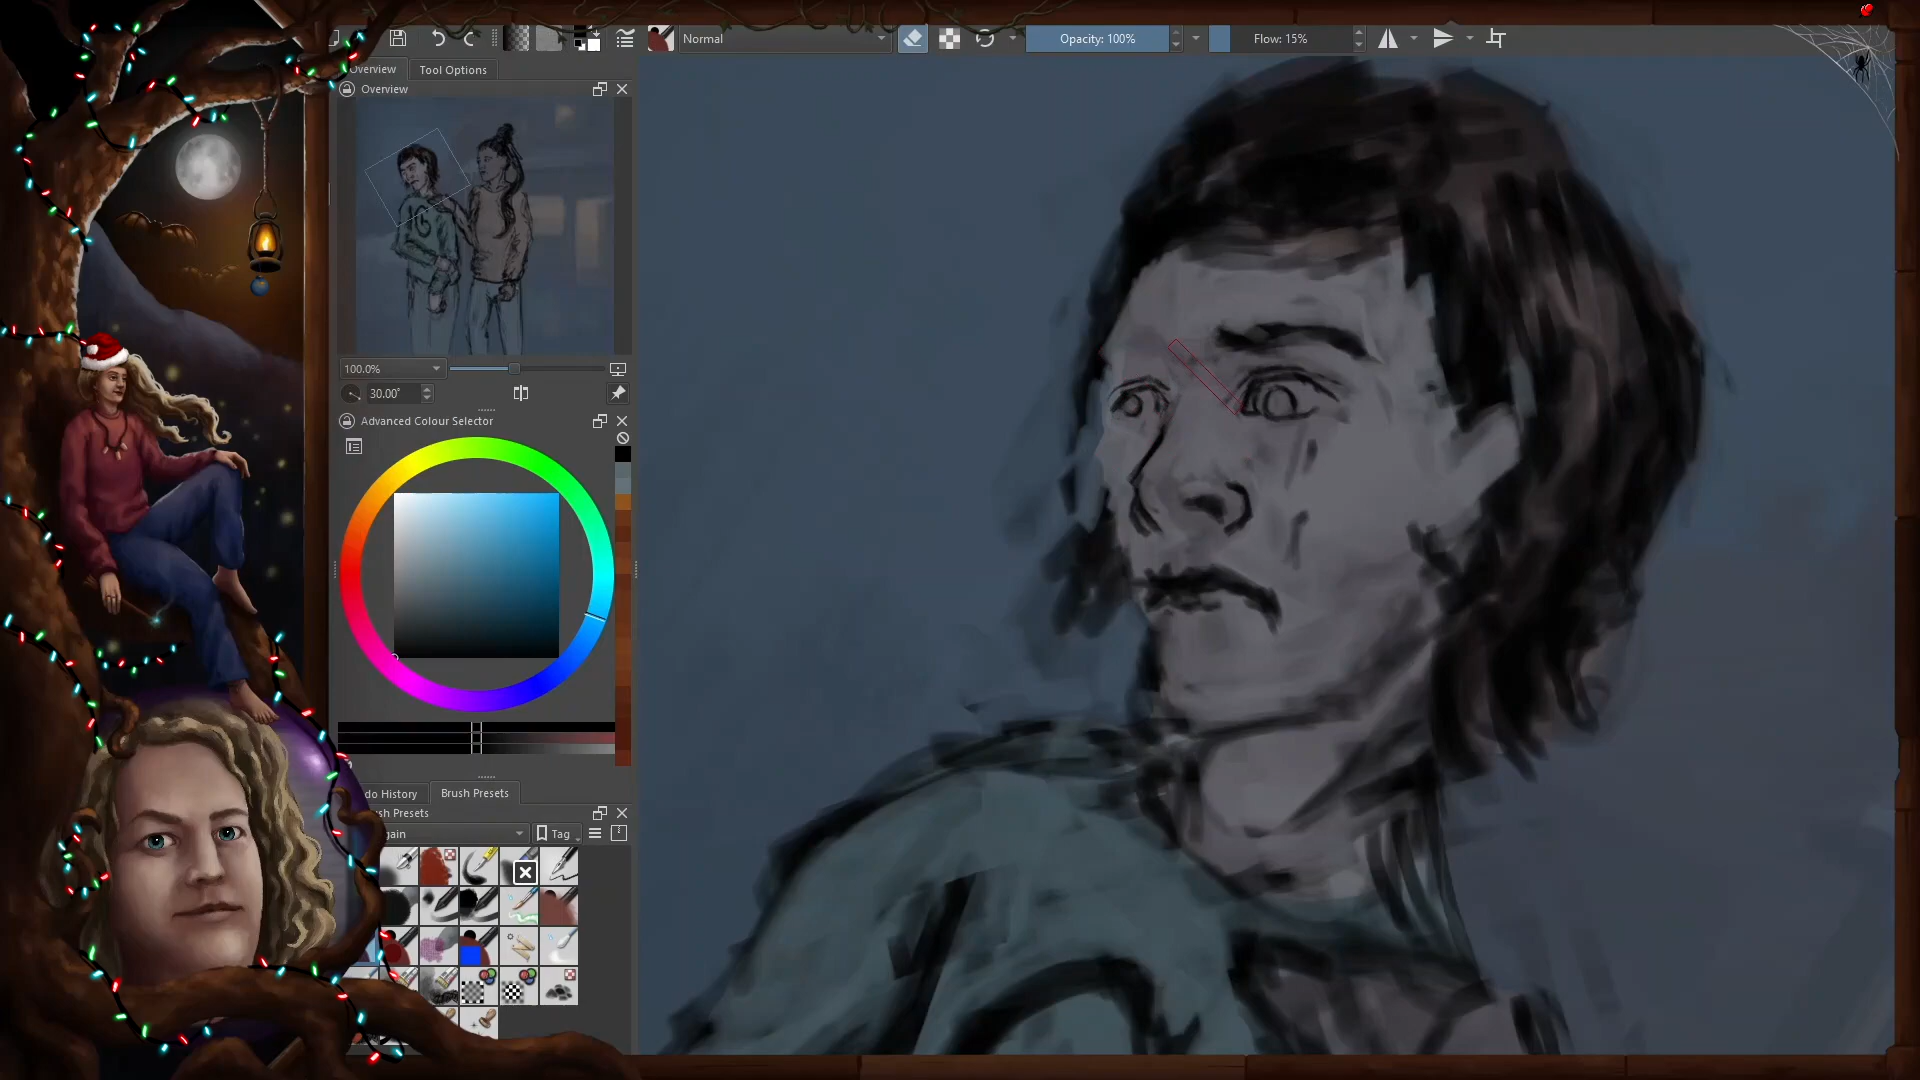 Normal
Opacity: 100%
Flow: 15%
Overview
Tool Options
Overview
100.0%
30.00°
Advanced Colour Selector
do History
Brush Presets
sh Presets
gain
Tag